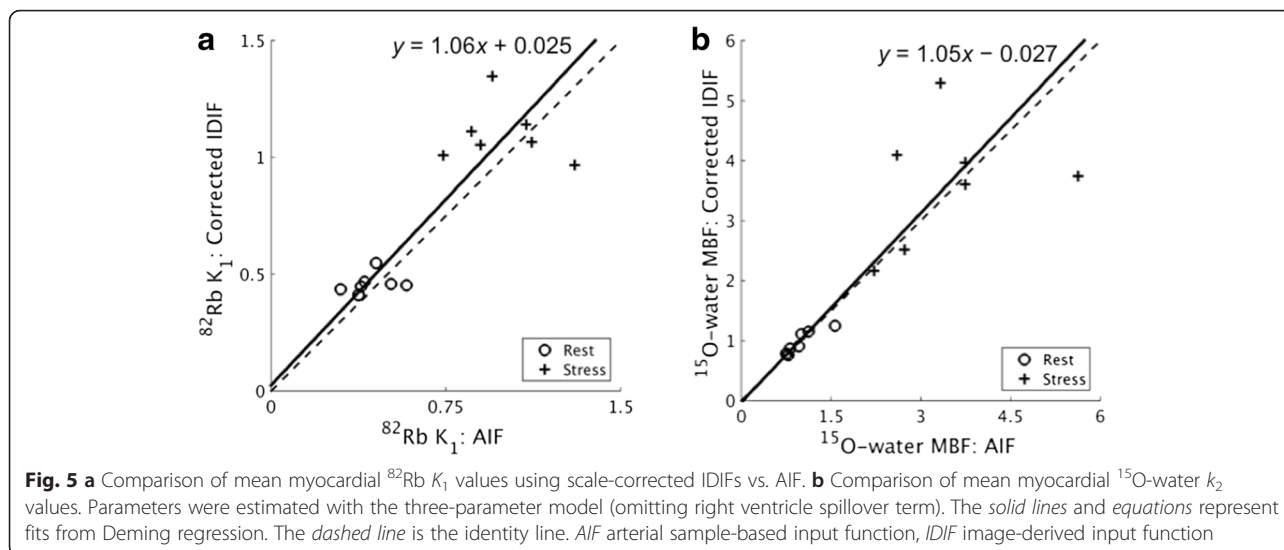 a
y = 1.06x + 0.025
1.5
1
0.5
0
0
0.75
1.5
⁸²Rb K₁: Corrected IDIF
⁸²Rb K₁: AIF
Rest
Stress
b
y = 1.05x − 0.027
6
5
4
3
2
1
0
0
1.5
3
4.5
6
¹⁵O-water MBF: Corrected IDIF
¹⁵O-water MBF: AIF
Rest
Stress
Fig. 5 a Comparison of mean myocardial ⁸²Rb K₁ values using scale-corrected IDIFs vs. AIF. b Comparison of mean myocardial ¹⁵O-water k₂
values. Parameters were estimated with the three-parameter model (omitting right ventricle spillover term). The solid lines and equations represent
fits from Deming regression. The dashed line is the identity line. AIF arterial sample-based input function, IDIF image-derived input function